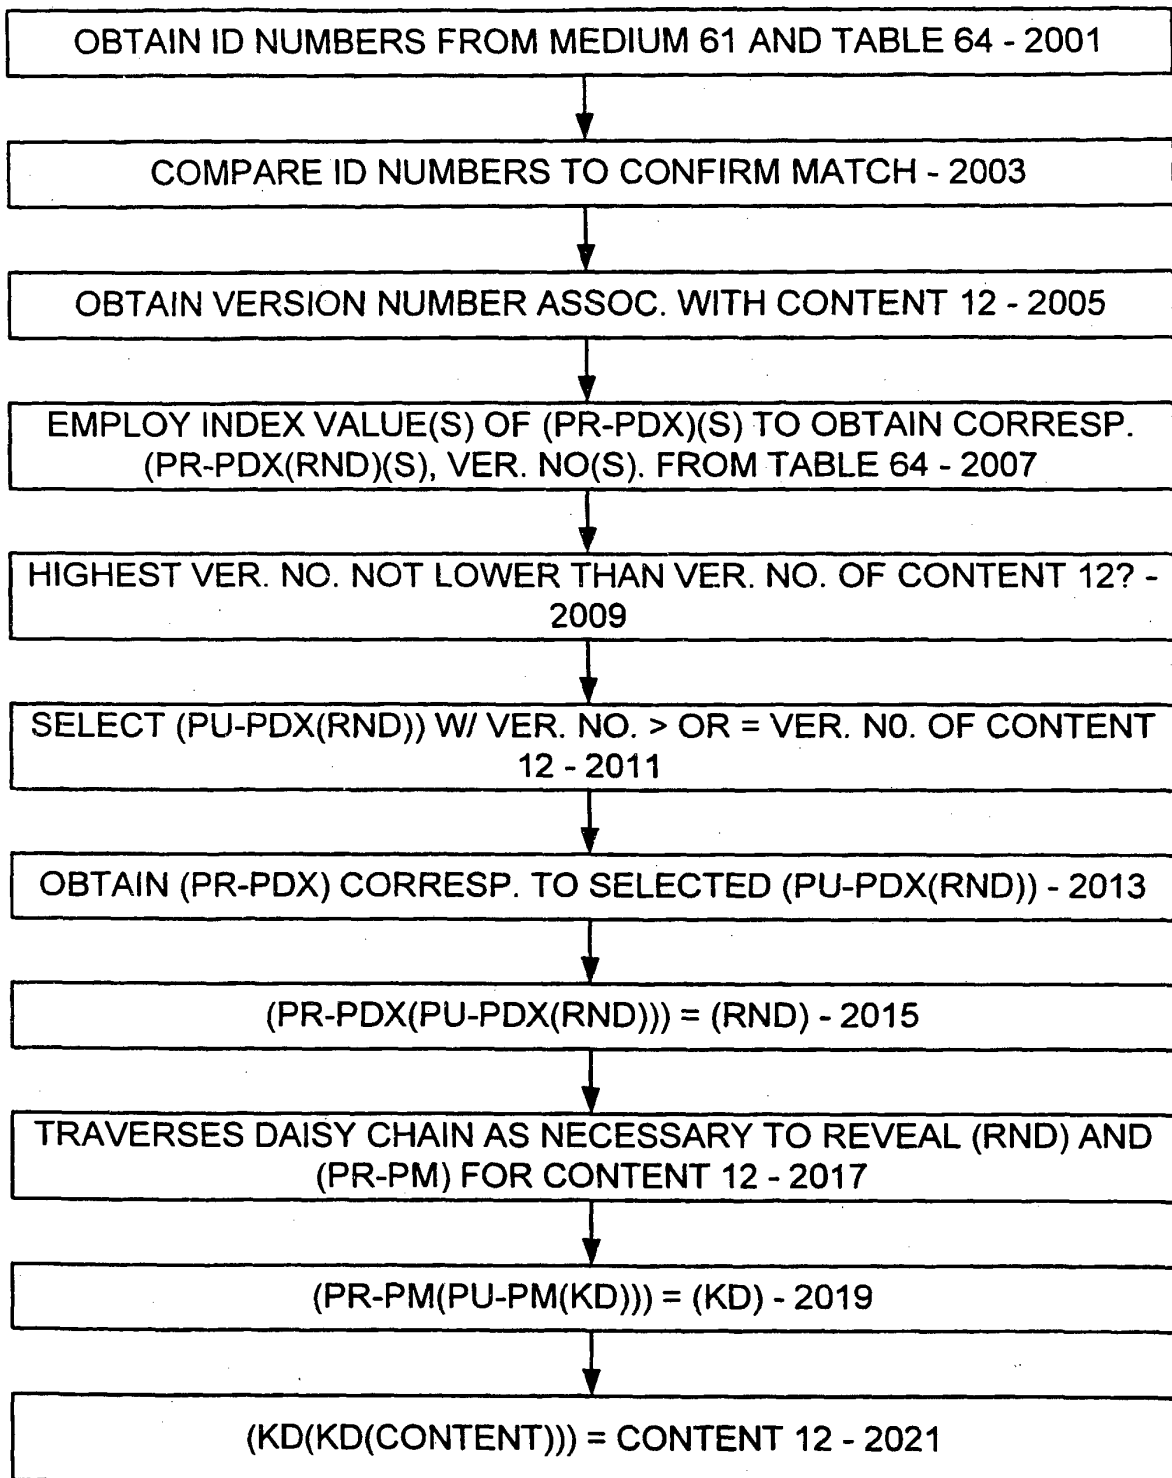 OBTAIN ID NUMBERS FROM MEDIUM 61 AND TABLE 64 - 2001
COMPARE ID NUMBERS TO CONFIRM MATCH - 2003
OBTAIN VERSION NUMBER ASSOC. WITH CONTENT 12 - 2005
EMPLOY INDEX VALUE(S) OF (PR-PDX)(S) TO OBTAIN CORRESP.
(PR-PDX(RND)(S), VER. NO(S). FROM TABLE 64 - 2007
HIGHEST VER. NO. NOT LOWER THAN VER. NO. OF CONTENT 12? -
2009
SELECT (PU-PDX(RND)) W/ VER. NO. > OR = VER. N0. OF CONTENT
12 - 2011
OBTAIN (PR-PDX) CORRESP. TO SELECTED (PU-PDX(RND)) - 2013
(PR-PDX(PU-PDX(RND))) = (RND) - 2015
TRAVERSES DAISY CHAIN AS NECESSARY TO REVEAL (RND) AND
(PR-PM) FOR CONTENT 12 - 2017
(PR-PM(PU-PM(KD))) = (KD) - 2019
(KD(KD(CONTENT))) = CONTENT 12 - 2021